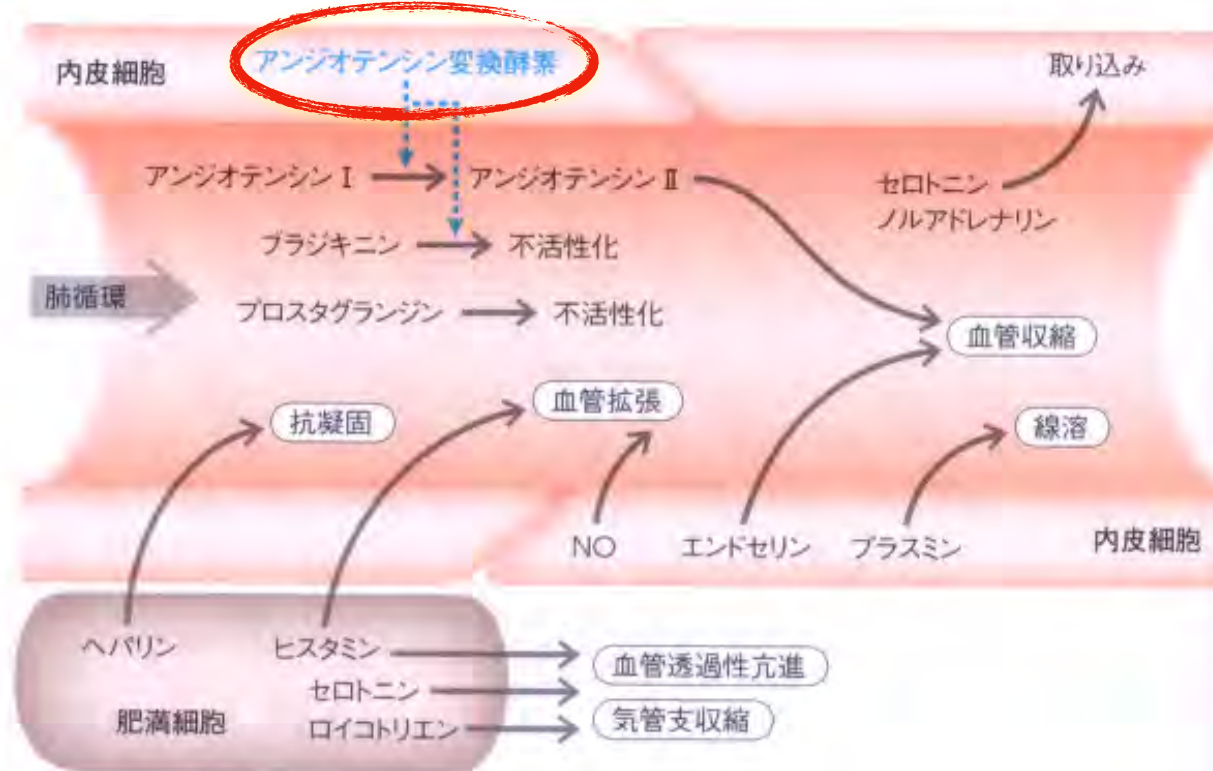 アンジオテンシン変換酵素
内皮細胞
取り込み
アンジオテンシン I
アンジオテンシン II
セロトニン
ノルアドレナリン
ブラジキニン
不活性化
肺循環
プロスタグランジン
不活性化
血管収縮
血管拡張
抗凝固
線溶
NO
エンドセリン
プラスミン
内皮細胞
ヘパリン
ヒスタミン
血管透過性亢進
セロトニン
肥満細胞
ロイコトリエン
気管支収縮